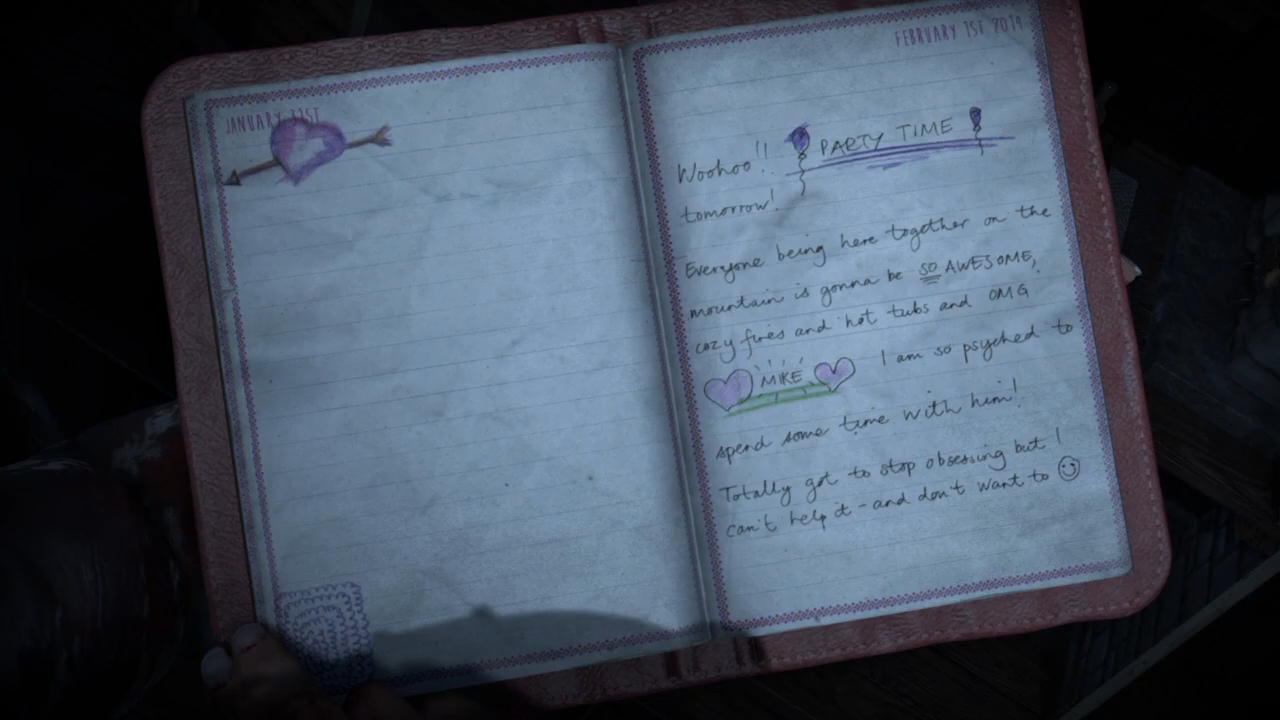 JANUARY 31ST
FEBRUARY 1ST 2014
Woohoo!! PARTY TIME
tomorrow!
Everyone being here together on the
mountain is gonna be SO AWESOME,
cozy fires and hot tubs and OMG
MIKE I am so psyched to
spend some time with him!
Totally got to stop obsessing but I
can't help it - and don't want to